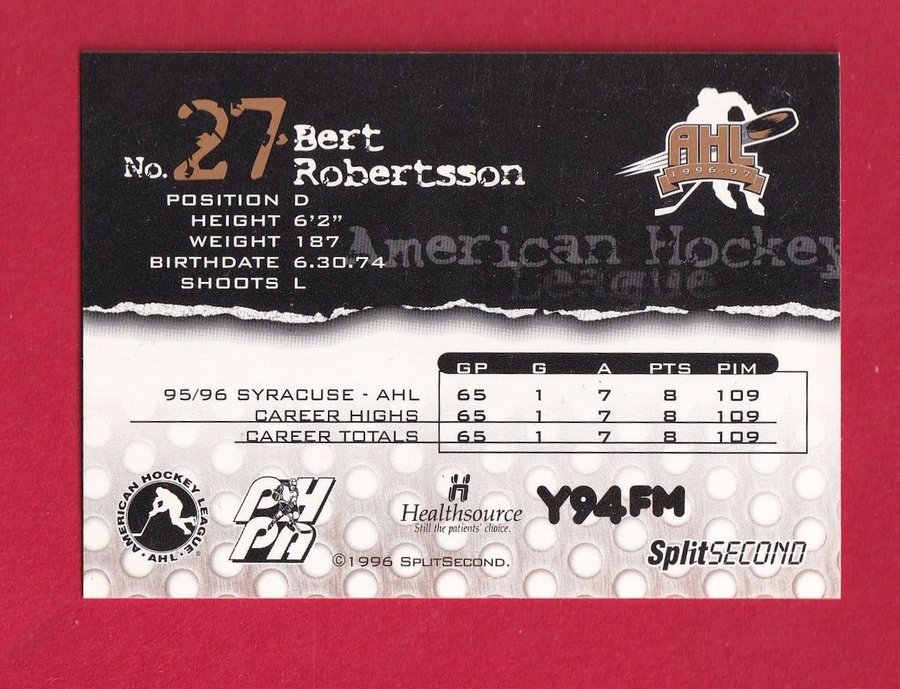 No. 27 Bert
Robertsson
POSITION D
HEIGHT 6'2"
WEIGHT 187
BIRTHDATE 6.30.74
SHOOTS L
AHL
1996-97
American Hockey
League
GP G A PTS PIM
95/96 SYRACUSE - AHL 65 1 7 8 109
CAREER HIGHS 65 1 7 8 109
CAREER TOTALS 65 1 7 8 109
AMERICAN HOCKEY LEAGUE
• AHL •
®
PH
PA
Healthsource
Still the patients' choice.
Y94FM
©1996 SPLITSECOND.
SplitSECOND